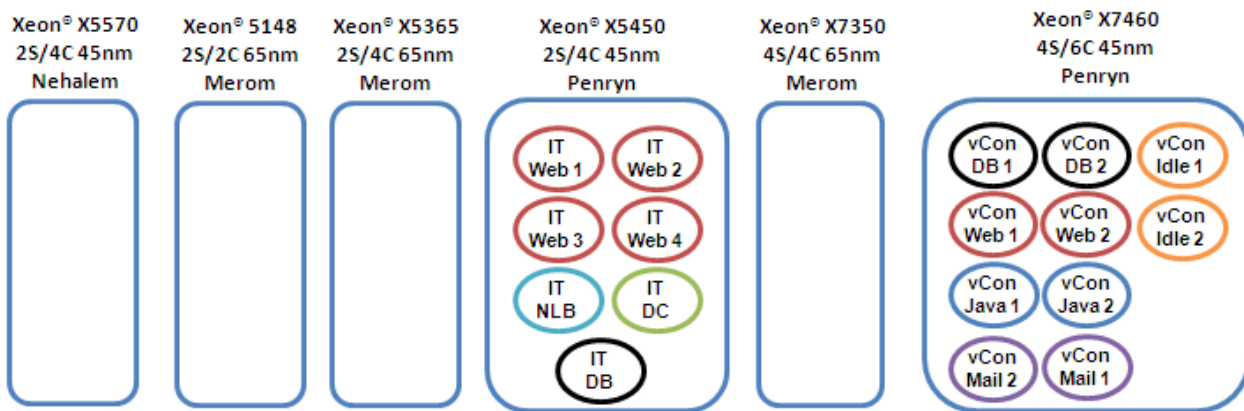 Xeon® X5570
2S/4C 45nm
Nehalem
Xeon® 5148
2S/2C 65nm
Merom
Xeon® X5365
2S/4C 65nm
Merom
Xeon® X5450
2S/4C 45nm
Penryn
Xeon® X7350
4S/4C 65nm
Merom
Xeon® X7460
4S/6C 45nm
Penryn
IT
Web 1
IT
Web 2
IT
Web 3
IT
Web 4
IT
NLB
IT
DC
IT
DB
vCon
DB 1
vCon
DB 2
vCon
Idle 1
vCon
Web 1
vCon
Web 2
vCon
Idle 2
vCon
Java 1
vCon
Java 2
vCon
Mail 2
vCon
Mail 1